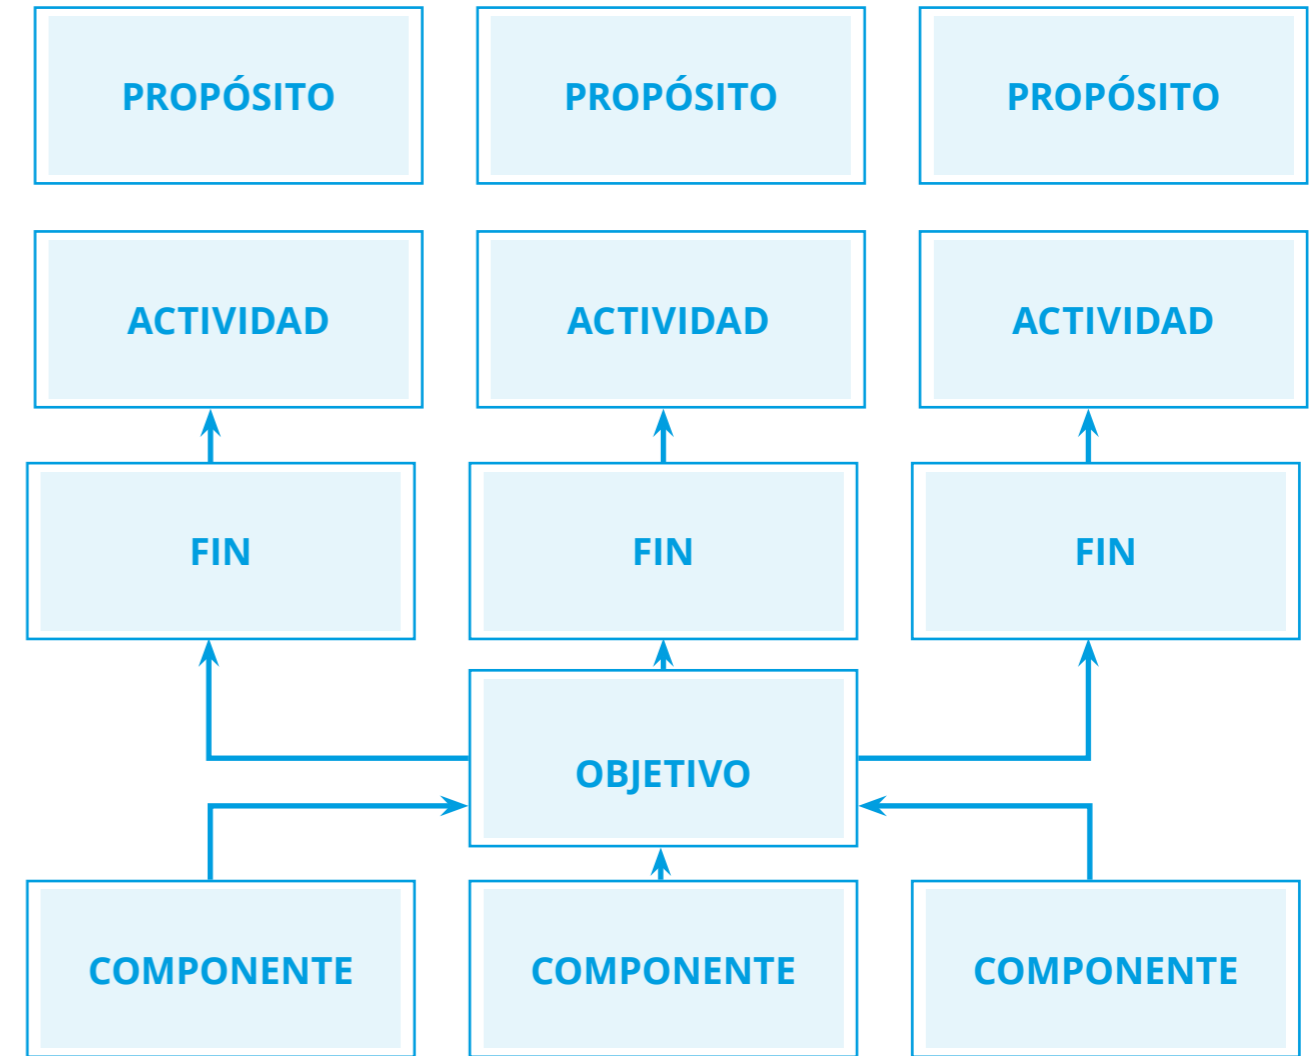 PROPÓSITO
PROPÓSITO
PROPÓSITO
ACTIVIDAD
ACTIVIDAD
ACTIVIDAD
FIN
FIN
FIN
OBJETIVO
COMPONENTE
COMPONENTE
COMPONENTE